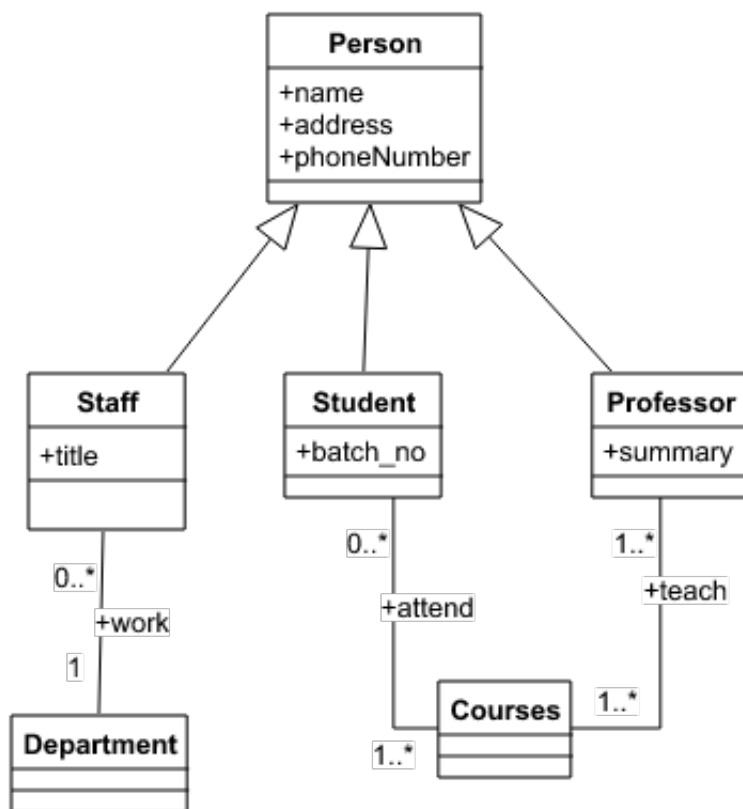 Person
+name
+address
+phoneNumber
Staff
+title
Student
+batch_no
Professor
+summary
0..*
+work
1
0..*
+attend
1..*
1..*
+teach
1..*
Department
Courses